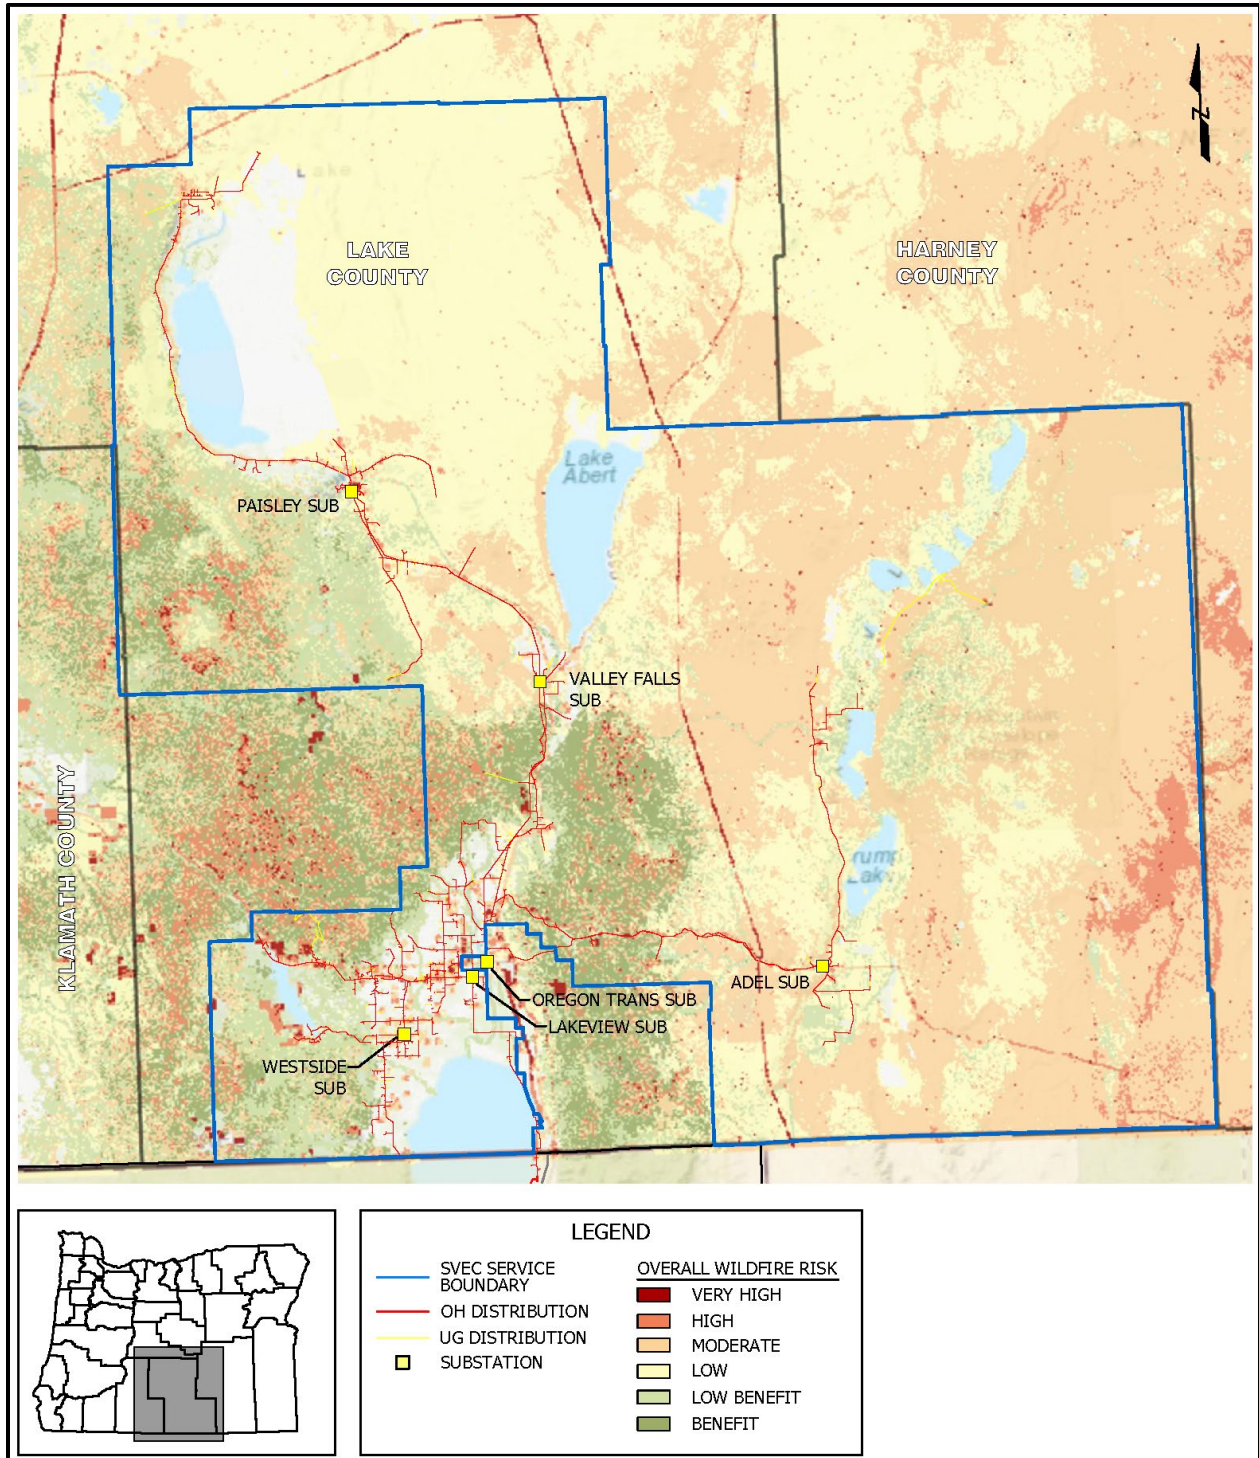 Lake
LAKE
COUNTY
HARNEY
COUNTY
N
Lake
Abert
PAISLEY SUB
VALLEY FALLS
SUB
KLAMATH COUNTY
Lake
ADEL SUB
OREGON TRANS SUB
LAKEVIEW SUB
WESTSIDE
SUB
LEGEND
SVEC SERVICE
BOUNDARY
OH DISTRIBUTION
UG DISTRIBUTION
SUBSTATION
OVERALL WILDFIRE RISK
VERY HIGH
HIGH
MODERATE
LOW
LOW BENEFIT
BENEFIT